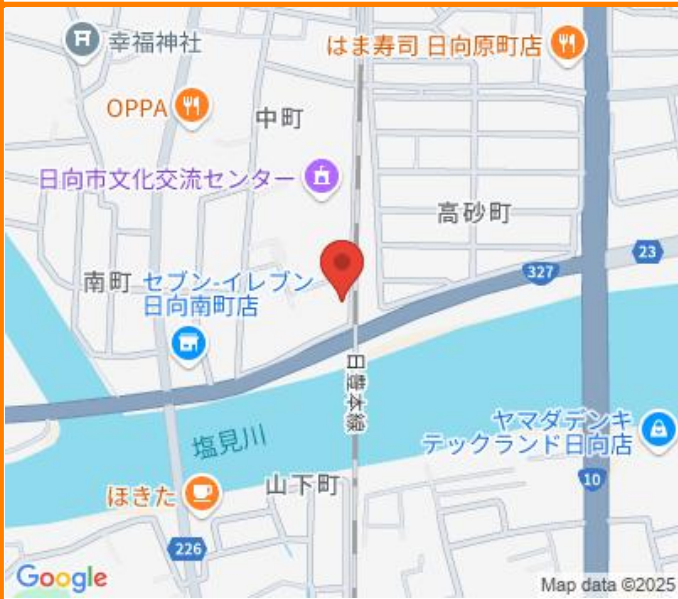 幸福神社
はま寿司 日向原町店
OPPA
中町
日向市文化交流センター
高砂町
23
327
南町
セブン-イレブン
日向南町店
日豊本線
ヤマダデンキ
テックランド日向店
塩見川
山下町
10
ほきた
226
Google
Map data ©2025